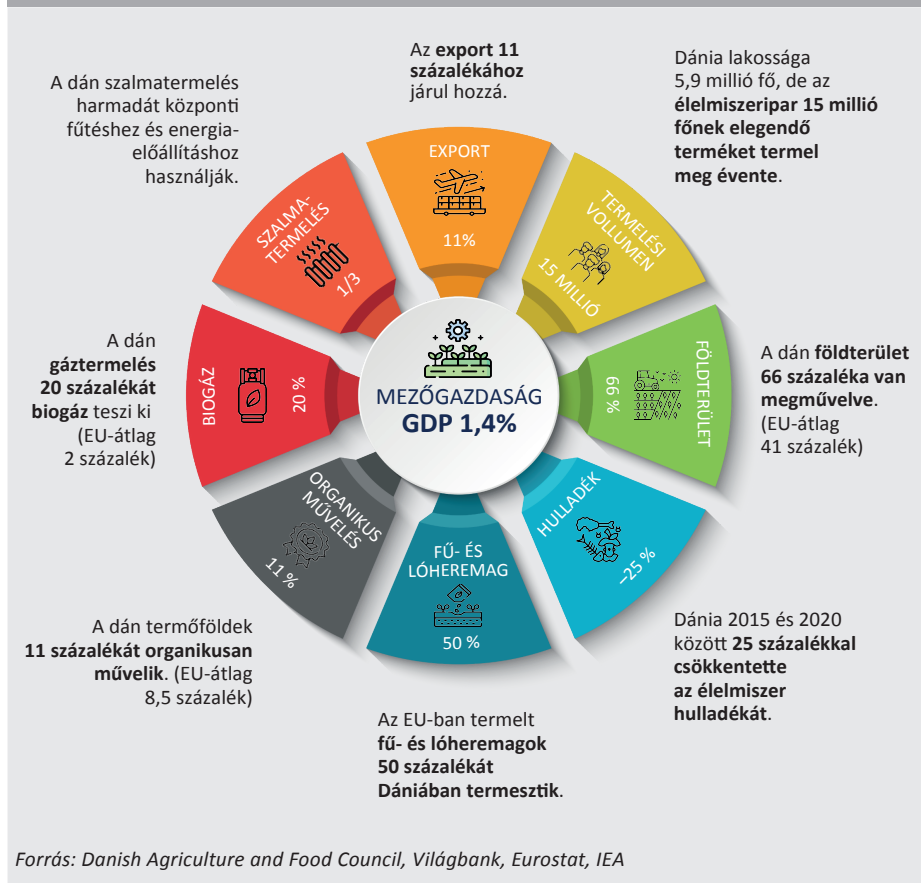 Az export 11
százalékához
járul hozzá.
Dánia lakossága
5,9 millió fő, de az
élelmiszeripar 15 millió
főnek elegendő
terméket termel
meg évente.
A dán földterület
66 százaléka van
megművelve.
(EU-átlag
41 százalék)
Dánia 2015 és 2020
között 25 százalékkal
csökkentette
az élelmiszer
hulladékát.
Az EU-ban termelt
fű- és lóheremagok
50 százalékát
Dániában termesztik.
A dán termőföldek
11 százalékát organikusan
művelik. (EU-átlag
8,5 százalék)
A dán
gáztermelés
20 százalékát
biogáz teszi ki
(EU-átlag
2 százalék)
A dán szalmatermelés
harmadát központi
fűtéshez és energia-
előállításhoz
használják.
EXPORT
11%
TERMELÉSI
VOLLUMEN
15 MILLIÓ
FÖLDTERÜLET
66 %
HULLADÉK
–25 %
FŰ- ÉS
LÓHEREMAG
50 %
ORGANIKUS
MŰVELÉS
11 %
BIOGÁZ
20 %
SZALMA-
TERMELÉS
1/3
MEZŐGAZDASÁG
GDP 1,4%
Forrás: Danish Agriculture and Food Council, Világbank, Eurostat, IEA